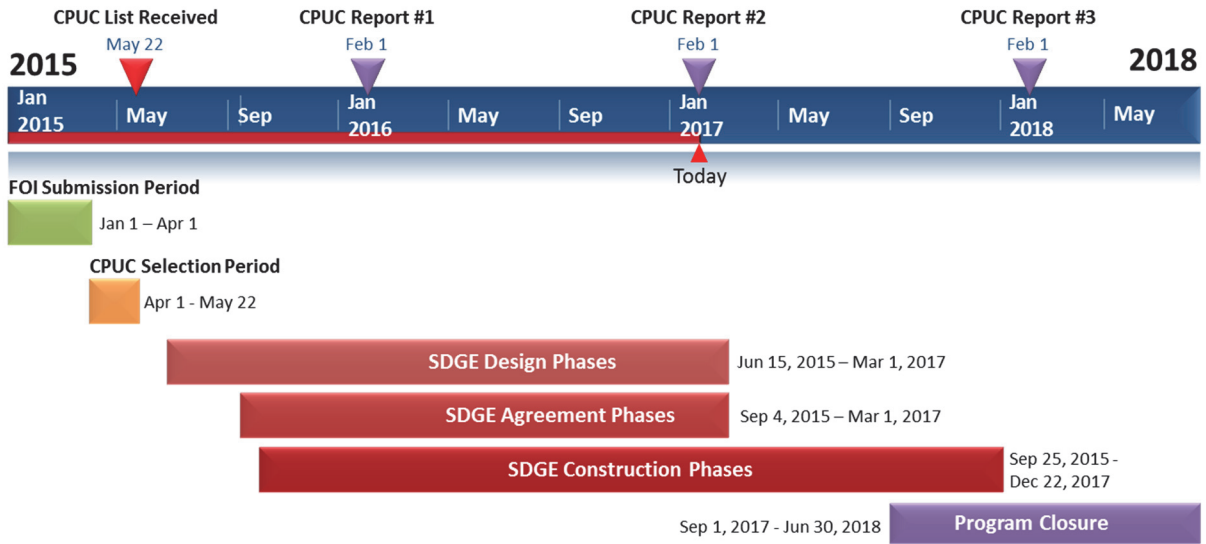 CPUC List Received
May 22
CPUC Report #1
Feb 1
CPUC Report #2
Feb 1
CPUC Report #3
Feb 1
2015
2018
Jan
2015
May
Sep
Jan
2016
May
Sep
Jan
2017
May
Sep
Jan
2018
May
Today
FOI Submission Period
Jan 1 – Apr 1
CPUC Selection Period
Apr 1 - May 22
SDGE Design Phases
Jun 15, 2015 – Mar 1, 2017
SDGE Agreement Phases
Sep 4, 2015 – Mar 1, 2017
SDGE Construction Phases
Sep 25, 2015 -
Dec 22, 2017
Sep 1, 2017 - Jun 30, 2018
Program Closure